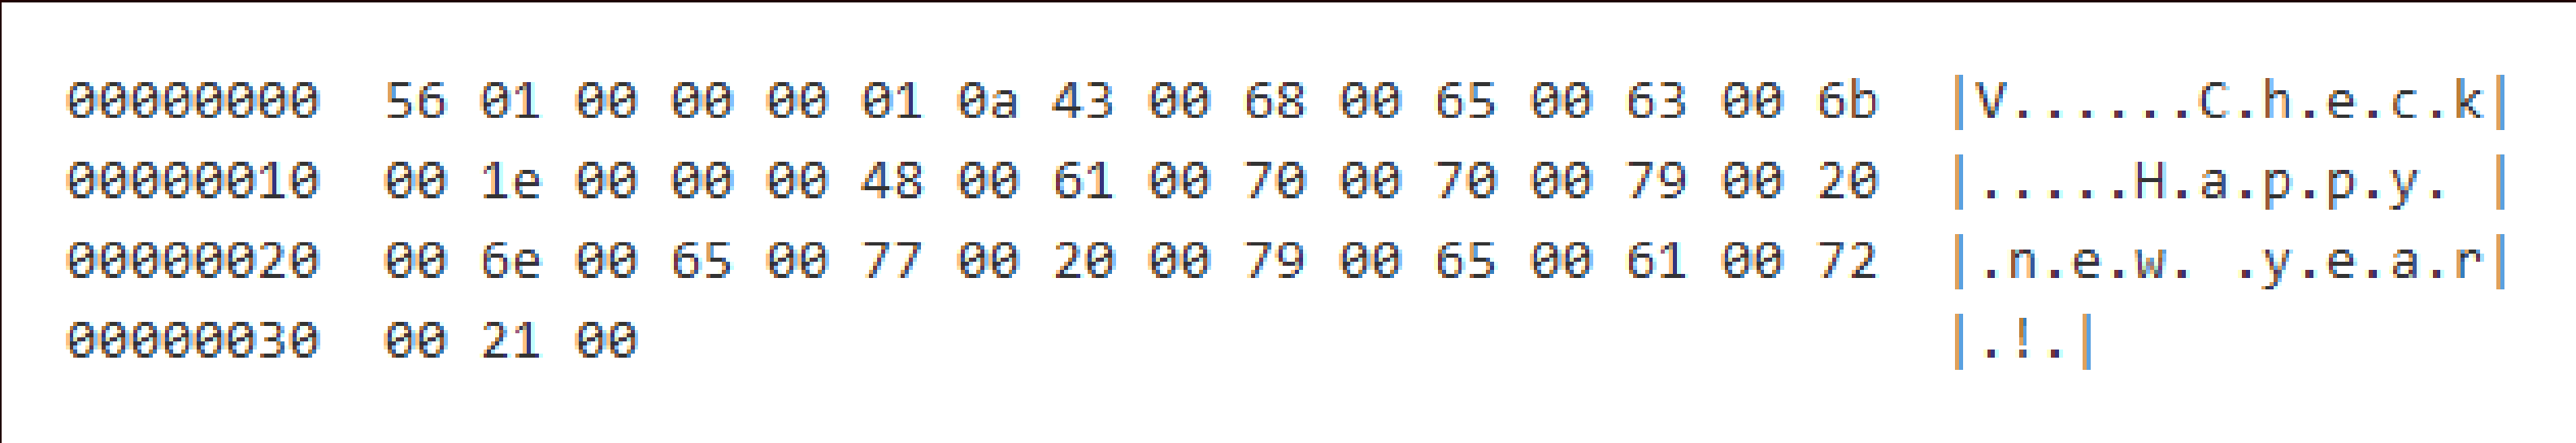 00000000  56 01 00 00 00 01 0a 43 00 68 00 65 00 63 00 6b  |V......C.h.e.c.k|
00000010  00 1e 00 00 00 48 00 61 00 70 00 70 00 79 00 20  |.....H.a.p.p.y. |
00000020  00 6e 00 65 00 77 00 20 00 79 00 65 00 61 00 72  |.n.e.w. .y.e.a.r|
00000030  00 21 00  |.!.|